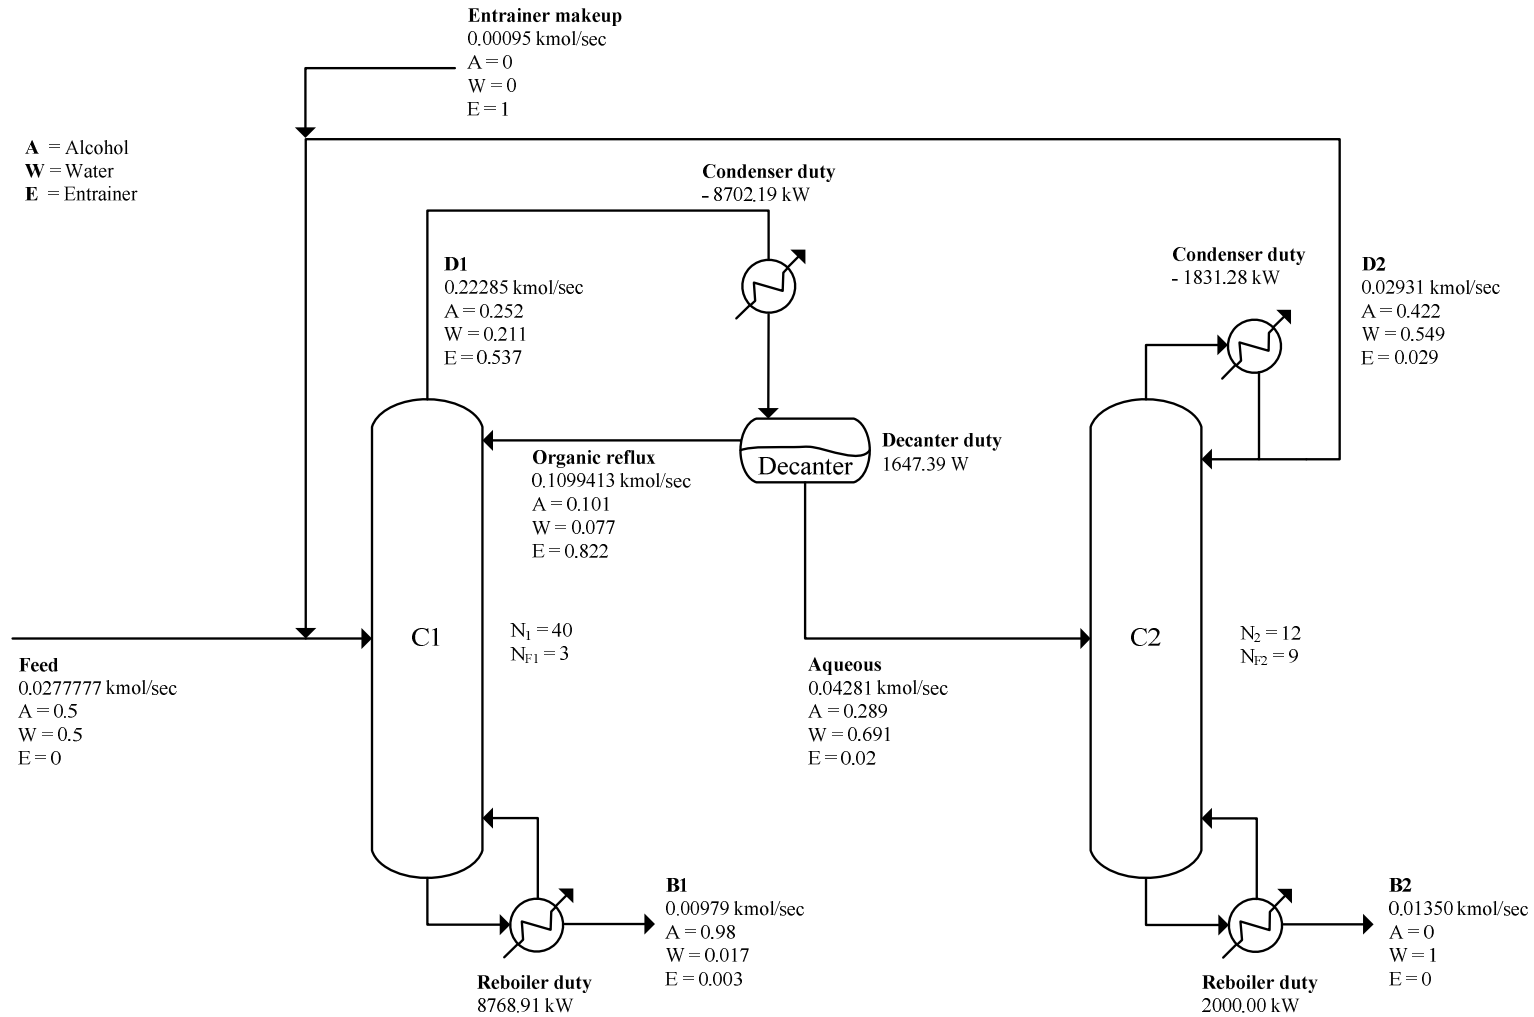 Entrainer makeup
0.00095 kmol/sec
A = 0
W = 0
E = 1
A = Alcohol
W = Water
E = Entrainer
Condenser duty
- 8702.19 kW
D1
0.22285 kmol/sec
A = 0.252
W = 0.211
E = 0.537
Condenser duty
- 1831.28 kW
D2
0.02931 kmol/sec
A = 0.422
W = 0.549
E = 0.029
Decanter
Decanter duty
1647.39 W
Organic reflux
0.1099413 kmol/sec
A = 0.101
W = 0.077
E = 0.822
C1
N1 = 40
NF1 = 3
C2
N2 = 12
NF2 = 9
Feed
0.0277777 kmol/sec
A = 0.5
W = 0.5
E = 0
Aqueous
0.04281 kmol/sec
A = 0.289
W = 0.691
E = 0.02
B1
0.00979 kmol/sec
A = 0.98
W = 0.017
E = 0.003
Reboiler duty
8768.91 kW
B2
0.01350 kmol/sec
A = 0
W = 1
E = 0
Reboiler duty
2000.00 kW